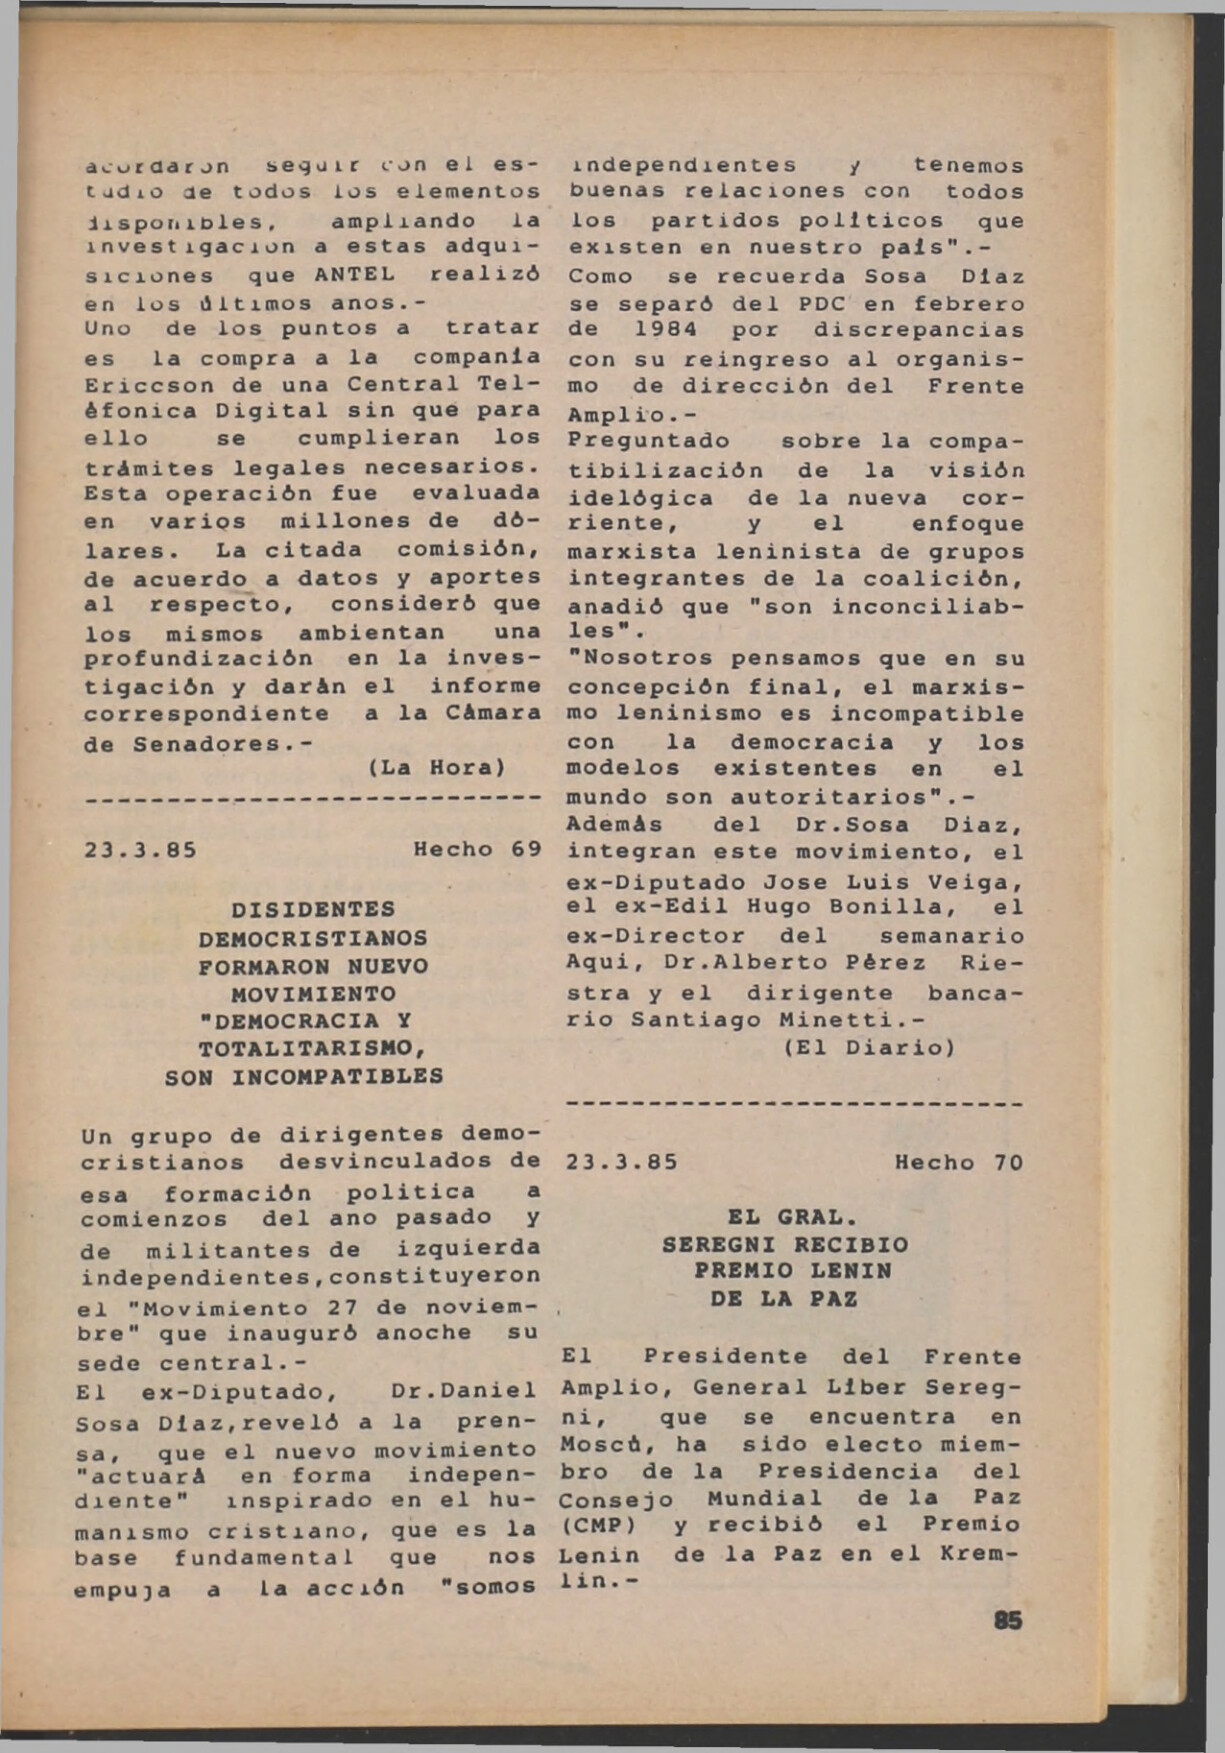 acordaron seguir con el es-
tudio de todos los elementos
disponibles, ampliando la
investigacion a estas adqui-
siciones que ANTEL realizó
en los últimos anos.-
Uno de los puntos a tratar
es la compra a la companía
Ericcson de una Central Tel-
éfonica Digital sin que para
ello se cumplieran los
trámites legales necesarios.
Esta operación fue evaluada
en varios millones de dó-
lares. La citada comisión,
de acuerdo a datos y aportes
al respecto, consideró que
los mismos ambientan una
profundización en la inves-
tigación y darán el informe
correspondiente a la Cámara
de Senadores.-
(La Hora)
----------------------------
23.3.85 Hecho 69
DISIDENTES
DEMOCRISTIANOS
FORMARON NUEVO
MOVIMIENTO
"DEMOCRACIA Y
TOTALITARISMO,
SON INCOMPATIBLES
Un grupo de dirigentes demo-
cristianos desvinculados de
esa formación politica a
comienzos del ano pasado y
de militantes de izquierda
independientes,constituyeron
el "Movimiento 27 de noviem-
bre" que inauguró anoche su
sede central.-
El ex-Diputado, Dr.Daniel
Sosa Díaz,reveló a la pren-
sa, que el nuevo movimiento
"actuará en forma indepen-
diente" inspirado en el hu-
manismo cristiano, que es la
base fundamental que nos
empuja a la acción "somos
independientes y tenemos
buenas relaciones con todos
los partidos políticos que
existen en nuestro país".-
Como se recuerda Sosa Díaz
se separó del PDC en febrero
de 1984 por discrepancias
con su reingreso al organis-
mo de dirección del Frente
Amplio.-
Preguntado sobre la compa-
tibilización de la visión
idelógica de la nueva cor-
riente, y el enfoque
marxista leninista de grupos
integrantes de la coalición,
anadió que "son inconciliab-
les".
"Nosotros pensamos que en su
concepción final, el marxis-
mo leninismo es incompatible
con la democracia y los
modelos existentes en el
mundo son autoritarios".-
Además del Dr.Sosa Diaz,
integran este movimiento, el
ex-Diputado Jose Luis Veiga,
el ex-Edil Hugo Bonilla, el
ex-Director del semanario
Aqui, Dr.Alberto Pérez Rie-
stra y el dirigente banca-
rio Santiago Minetti.-
(El Diario)
----------------------------
23.3.85 Hecho 70
EL GRAL.
SEREGNI RECIBIO
PREMIO LENIN
DE LA PAZ
El Presidente del Frente
Amplio, General Líber Sereg-
ni, que se encuentra en
Moscú, ha sido electo miem-
bro de la Presidencia del
Consejo Mundial de la Paz
(CMP) y recibió el Premio
Lenin de la Paz en el Krem-
lin.-
85